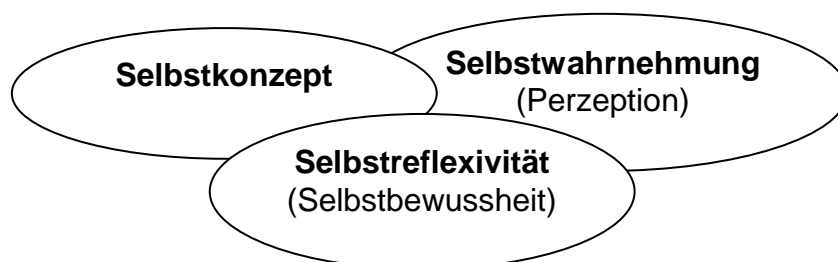 Selbstkonzept
Selbstwahrnehmung
(Perzeption)
Selbstreflexivität
(Selbstbewussheit)